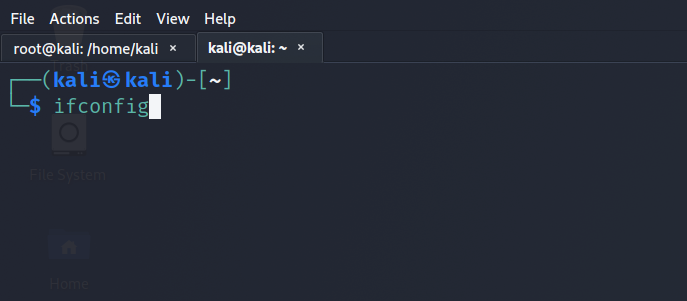 File Actions Edit View Help
root@kali: /home/kali × kali@kali: ~ ×
┌──(kali㉿kali)-[~]
└─$ ifconfig
File System
Home